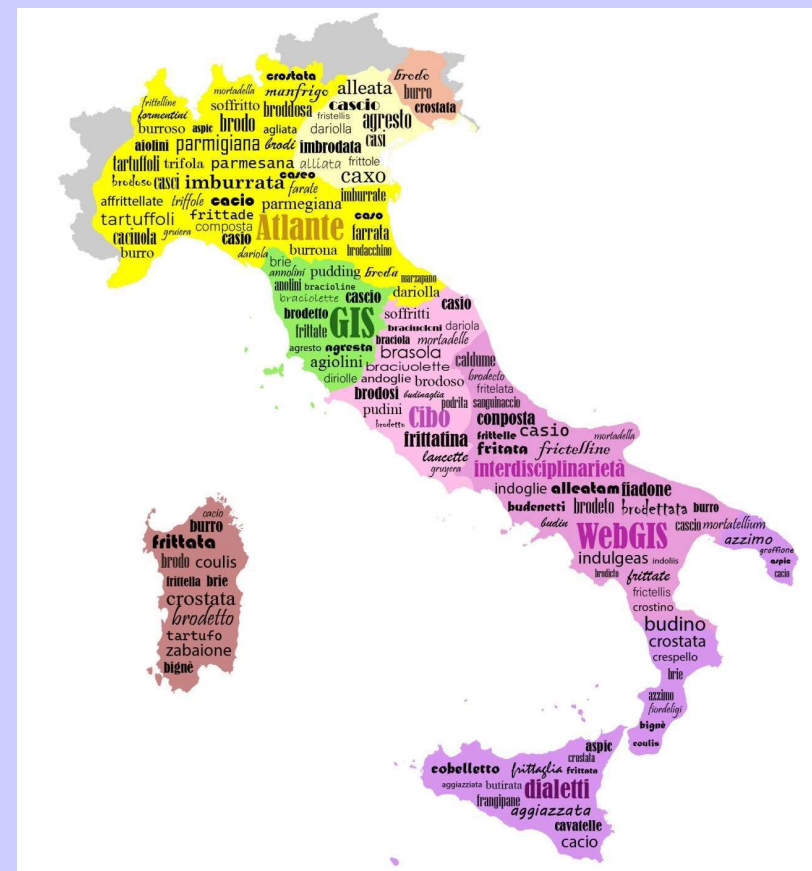 crostata
mortadella manfrigo alleata brodo
frittelline soffritto broddosa cascio burro
formentini fristellis agresto crostata
burroso aspic brodo agliata dariolla casi
aiolini parmigiana brodi imbrodata
tartuffoli trifola parmesana alliata frittole
brodoso casci imburrata caseo caxo
farate imburrate
affrittellate triffole cacio parmegiana
tartuffoli frittade Atlante caso
composta farrata
caciuola gruiera casio
burro dariola burrona brodacchino
brie
annolini pudding broda marzapano
anolini bracioline dariolla
braciolette cascio casio
brodetto GIS soffritti
frittate braciucioni dariola
braciola mortadelle
agresto agresta brasola caldume
agiolini braciuolette brodecto
diriolle andoglie brodoso fritelata
brodosi budinaglia podrita sanguinaccio
pudini Cibo conposta
brodetto frittelle casio mortadella
frittatina fritata frictelline
lancette interdisciplinarietà
grujera
indoglie alleatam fiadone
budenetti brodeto brodettata burro
budin WebGIS cascio mortatellium
azzimo
graffione
indulgeas indoliis aspic
brodicto frittate cacio
frictellis
crostino
budino
crostata
crespello
brie
azzimo
fiordeligi
bignè
coulis
cacio
burro
frittata
brodo coulis
frittella brie
crostata
brodetto
tartufo
zabaione
bignè
aspic
crostata
cobelletto frittaglia frittata
aggiazziata butirata dialetti
frangipane aggiazzata
cavatelle
cacio